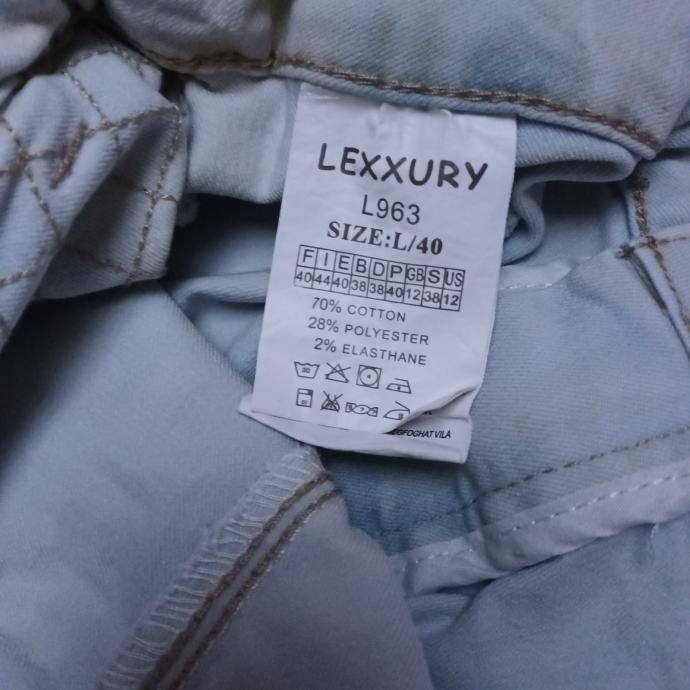 LEXXURY
L963
SIZE:L/40
F I E B D P GB S US
40 44 40 38 38 40 12 38 12
70% COTTON
28% POLYESTER
2% ELASTHANE